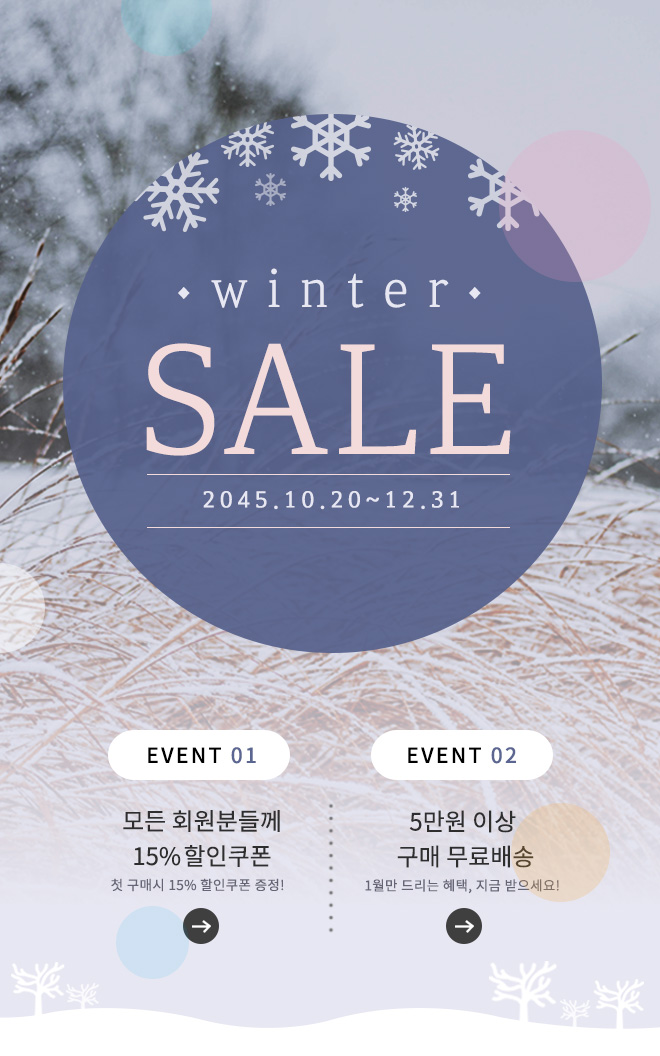 winter
SALE
2045.10.20~12.31
EVENT 01
모든 회원분들께
15% 할인쿠폰
첫 구매시 15% 할인쿠폰 증정!
EVENT 02
5만원 이상
구매 무료배송
1월만 드리는 혜택, 지금 받으세요!